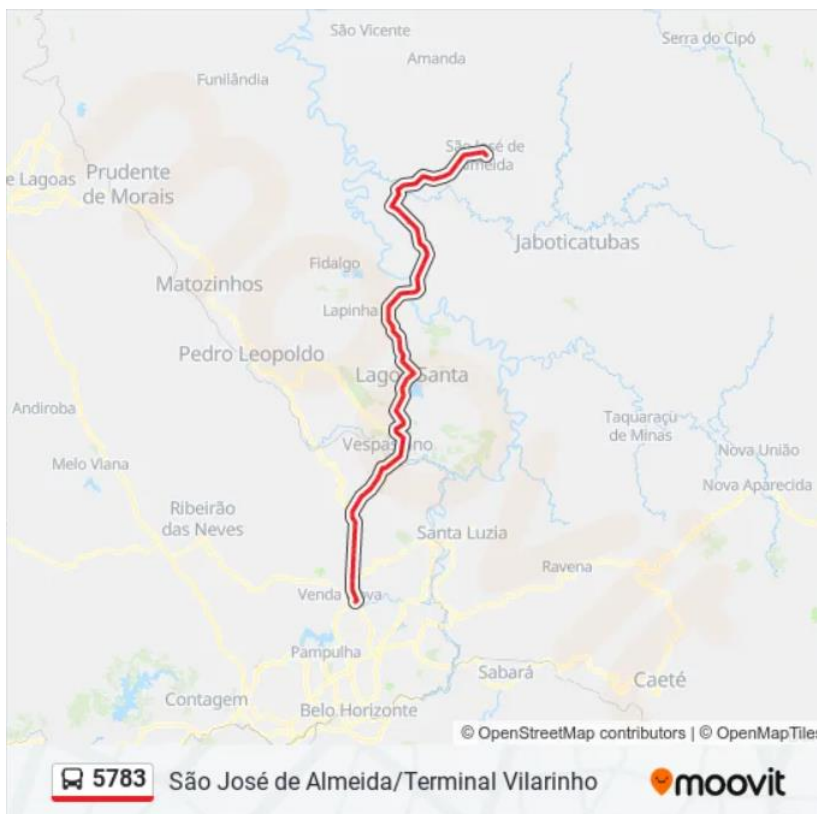 São Vicente
Serra do Cipó
Amanda
Funilândia
São José de
Almeida
Prudente
de Morais
e Lagoas
Jaboticatubas
Fidalgo
Matozinhos
Lapinha
Pedro Leopoldo
Lagoa Santa
Andiroba
Taquaraçu
de Minas
Vespasiano
Nova União
Melo Viana
Nova Aparecida
Ribeirão
das Neves
Santa Luzia
Ravena
Venda Nova
Pampulha
Sabará
Caeté
Contagem
Belo Horizonte
© OpenStreetMap contributors | © OpenMapTiles
5783 São José de Almeida/Terminal Vilarinho moovit